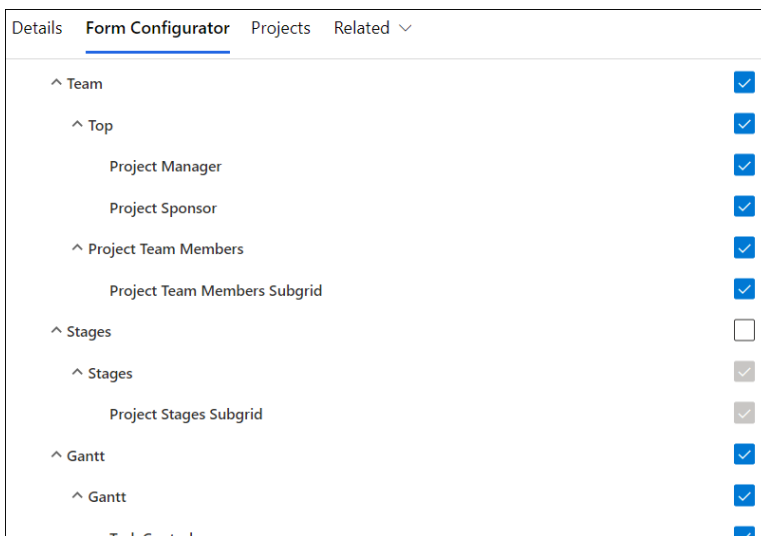 Details Form Configurator Projects Related
Team
Top
Project Manager
Project Sponsor
Project Team Members
Project Team Members Subgrid
Stages
Stages
Project Stages Subgrid
Gantt
Gantt